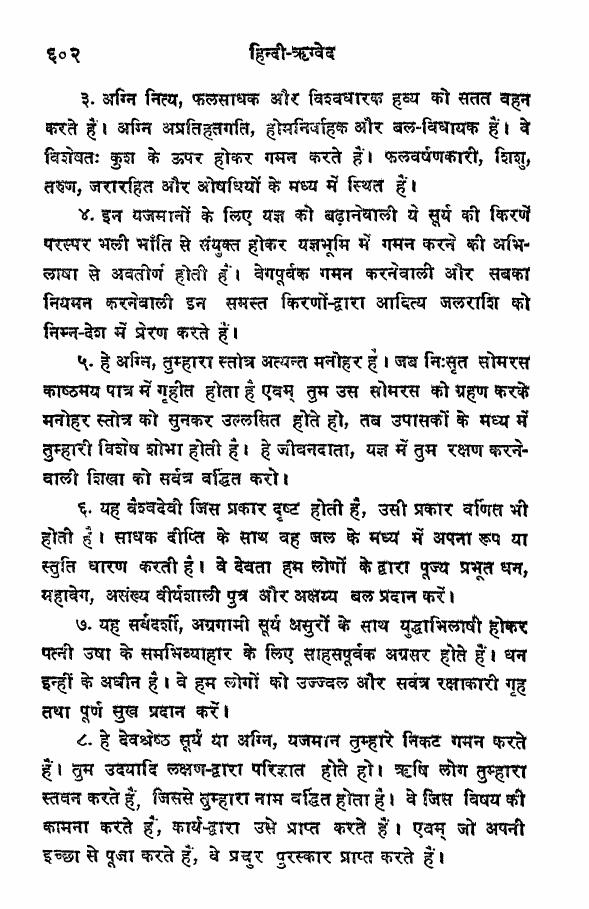 ६०२ हिन्दी-ऋग्वेद
३. अग्नि नित्य, फलसाधक और विश्वधारक हव्य को सतत वहन
करते हैं। अग्नि अप्रतिहतगति, होमनिर्वाहक और बल-विधायक हैं। वे
विशेषतः कुश के ऊपर होकर गमन करते हैं। फलवर्षणकारी, शिशु,
तरुण, जरारहित और ओषधियों के मध्य में स्थित हैं।
४. इन यजमानों के लिए यज्ञ को बढ़ानेवाली ये सूर्य की किरणें
परस्पर भली भाँति से संयुक्त होकर यज्ञभूमि में गमन करने की अभि-
लाषा से अवतीर्ण होती हैं। वेगपूर्वक गमन करनेवाली और सबका
नियमन करनेवाली इन समस्त किरणों-द्वारा आदित्य जलराशि को
निम्न-देश में प्रेरण करते हैं।
५. हे अग्नि, तुम्हारा स्तोत्र अत्यन्त मनोहर है। जब निःसृत सोमरस
काष्ठमय पात्र में गृहीत होता है एवम् तुम उस सोमरस को ग्रहण करके
मनोहर स्तोत्र को सुनकर उल्लसित होते हो, तब उपासकों के मध्य में
तुम्हारी विशेष शोभा होती है। हे जीवनदाता, यज्ञ में तुम रक्षण करने-
वाली शिखा को सर्वत्र वर्द्धित करो।
६. यह वैश्वदेवी जिस प्रकार दृष्ट होती है, उसी प्रकार वर्णित भी
होती है। साधक दीप्ति के साथ वह जल के मध्य में अपना रूप या
स्तुति धारण करती है। वे देवता हम लोगों के द्वारा पूज्य प्रभूत धन,
महावेग, असंख्य वीर्यशाली पुत्र और अक्षय्य बल प्रदान करें।
७. यह सर्वदर्शी, अग्रगामी सूर्य असुरों के साथ युद्धाभिलाषी होकर
पत्नी उषा के समभिव्याहार के लिए साहसपूर्वक अग्रसर होते हैं। धन
इन्हीं के अधीन है। वे हम लोगों को उज्ज्वल और सर्वत्र रक्षाकारी गृह
तथा पूर्ण सुख प्रदान करें।
८. हे देवश्रेष्ठ सूर्य या अग्नि, यजमान तुम्हारे निकट गमन करते
हैं। तुम उदयादि लक्षण-द्वारा परिज्ञात होते हो। ऋषि लोग तुम्हारा
स्तवन करते हैं, जिससे तुम्हारा नाम वर्द्धित होता है। वे जिस विषय की
कामना करते हैं, कार्य-द्वारा उसे प्राप्त करते हैं। एवम् जो अपनी
इच्छा से पूजा करते हैं, वे प्रचुर पुरस्कार प्राप्त करते हैं।